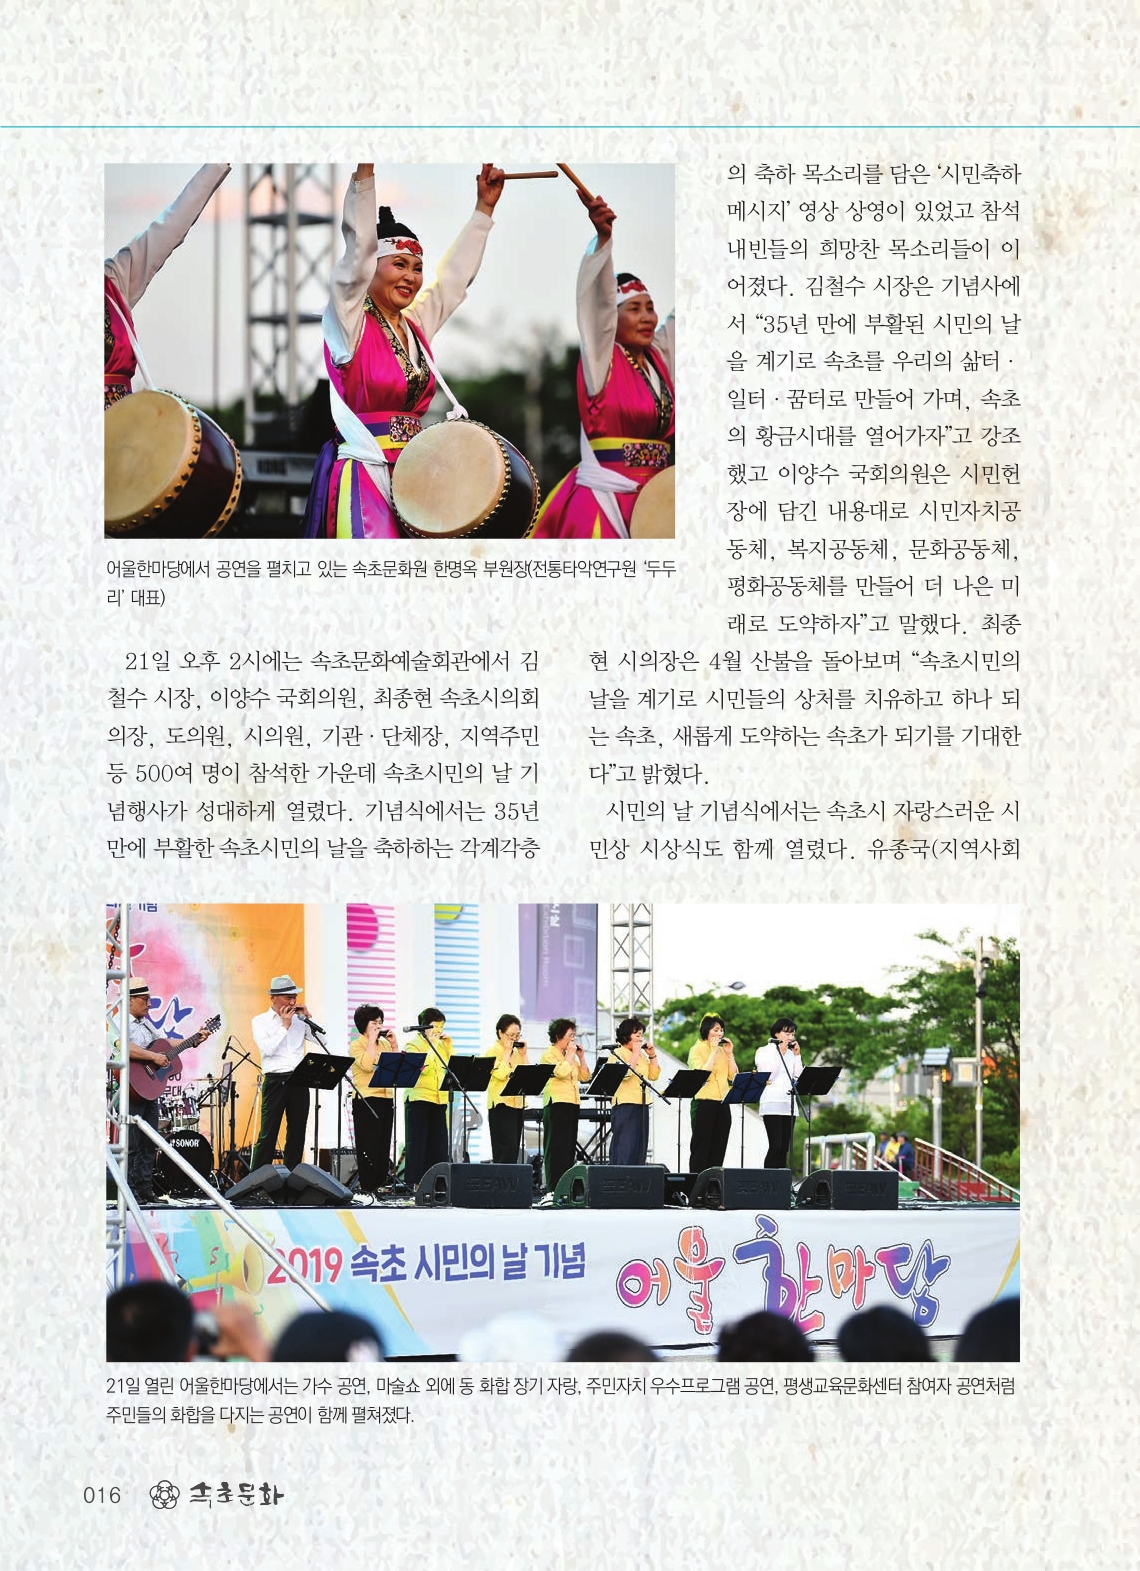 어울한마당에서 공연을 펼치고 있는 속초문화원 한명옥 부원장(전통타악연구원 ‘두두
리’ 대표)
21일 오후 2시에는 속초문화예술회관에서 김
철수 시장, 이양수 국회의원, 최종현 속초시의회
의장, 도의원, 시의원, 기관 · 단체장, 지역주민
등 500여 명이 참석한 가운데 속초시민의 날 기
념행사가 성대하게 열렸다. 기념식에서는 35년
만에 부활한 속초시민의 날을 축하하는 각계각층
의 축하 목소리를 담은 ‘시민축하
메시지’ 영상 상영이 있었고 참석
내빈들의 희망찬 목소리들이 이
어졌다. 김철수 시장은 기념사에
서 “35년 만에 부활된 시민의 날
을 계기로 속초를 우리의 삶터 ·
일터 · 꿈터로 만들어 가며, 속초
의 황금시대를 열어가자”고 강조
했고 이양수 국회의원은 시민헌
장에 담긴 내용대로 시민자치공
동체, 복지공동체, 문화공동체,
평화공동체를 만들어 더 나은 미
래로 도약하자”고 말했다. 최종
현 시의장은 4월 산불을 돌아보며 “속초시민의
날을 계기로 시민들의 상처를 치유하고 하나 되
는 속초, 새롭게 도약하는 속초가 되기를 기대한
다”고 밝혔다.
시민의 날 기념식에서는 속초시 자랑스러운 시
민상 시상식도 함께 열렸다. 유종국(지역사회
SONOR
2019 속초 시민의 날 기념
어울 한마당
21일 열린 어울한마당에서는 가수 공연, 마술쇼 외에 동 화합 장기 자랑, 주민자치 우수프로그램 공연, 평생교육문화센터 참여자 공연처럼
주민들의 화합을 다지는 공연이 함께 펼쳐졌다.
016 속초문화